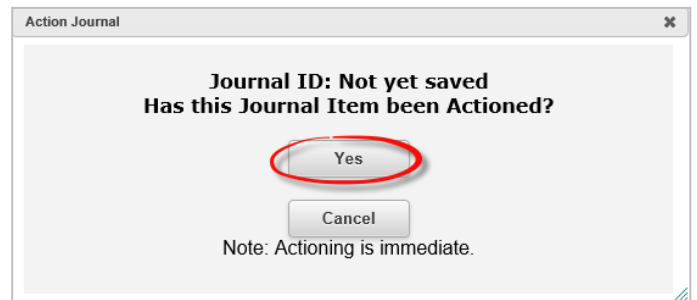 Action Journal
Journal ID: Not yet saved
Has this Journal Item been Actioned?
Yes
Cancel
Note: Actioning is immediate.